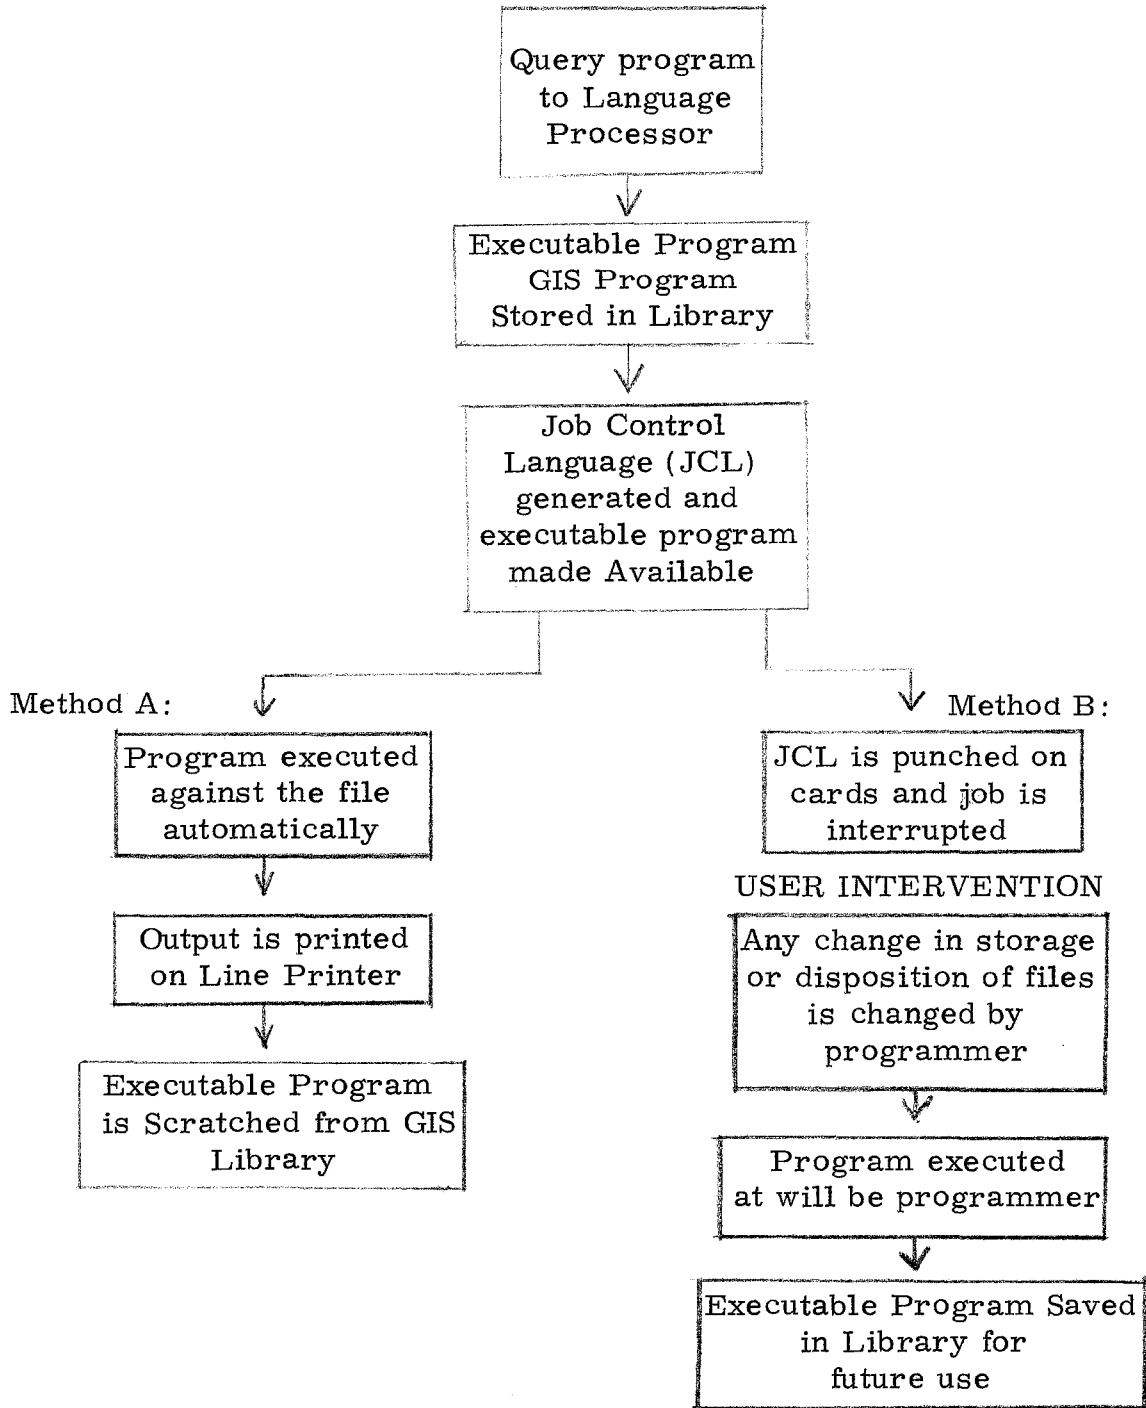 Query program
to Language
Processor
Executable Program
GIS Program
Stored in Library
Job Control
Language (JCL)
generated and
executable program
made Available
Method A:
Program executed
against the file
automatically
Output is printed
on Line Printer
Executable Program
is Scratched from GIS
Library
Method B:
JCL is punched on
cards and job is
interrupted
USER INTERVENTION
Any change in storage
or disposition of files
is changed by
programmer
Program executed
at will be programmer
Executable Program Saved
in Library for
future use